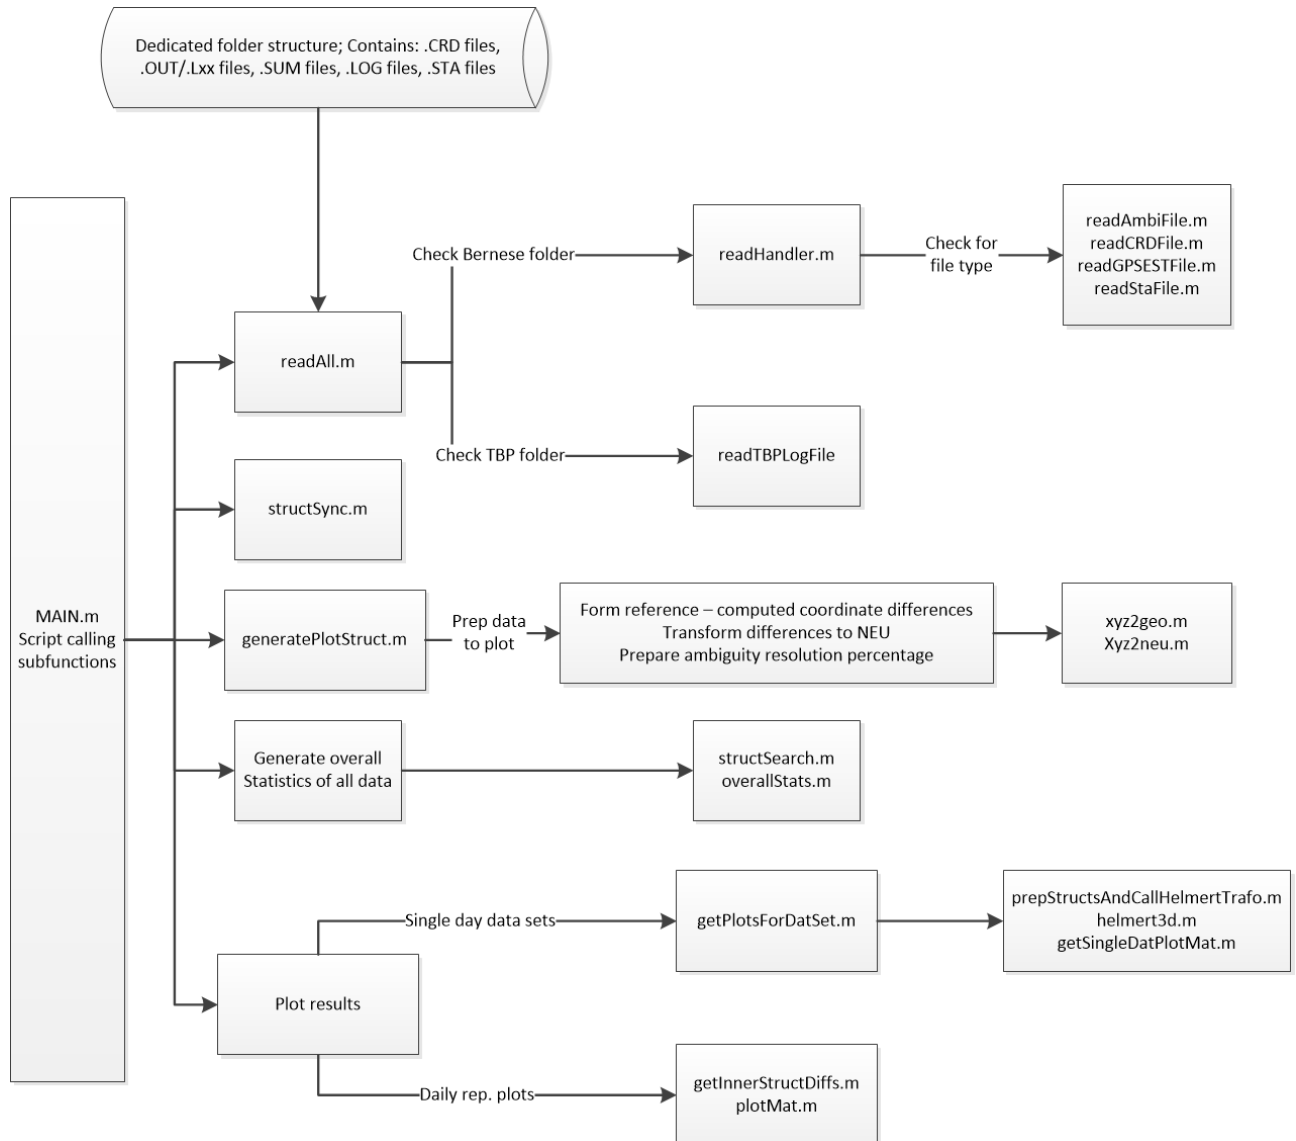 Dedicated folder structure; Contains: .CRD files,
.OUT/.Lxx files, .SUM files, .LOG files, .STA files
MAIN.m
Script calling
subfunctions
readAll.m
Check Bernese folder
readHandler.m
Check for
file type
readAmbiFile.m
readCRDFile.m
readGPSESTFile.m
readStaFile.m
Check TBP folder
readTBPLogFile
structSync.m
generatePlotStruct.m
Prep data
to plot
Form reference – computed coordinate differences
Transform differences to NEU
Prepare ambiguity resolution percentage
xyz2geo.m
Xyz2neu.m
Generate overall
Statistics of all data
structSearch.m
overallStats.m
Plot results
Single day data sets
getPlotsForDatSet.m
prepStructsAndCallHelmertTrafo.m
helmert3d.m
getSingleDatPlotMat.m
Daily rep. plots
getInnerStructDiffs.m
plotMat.m